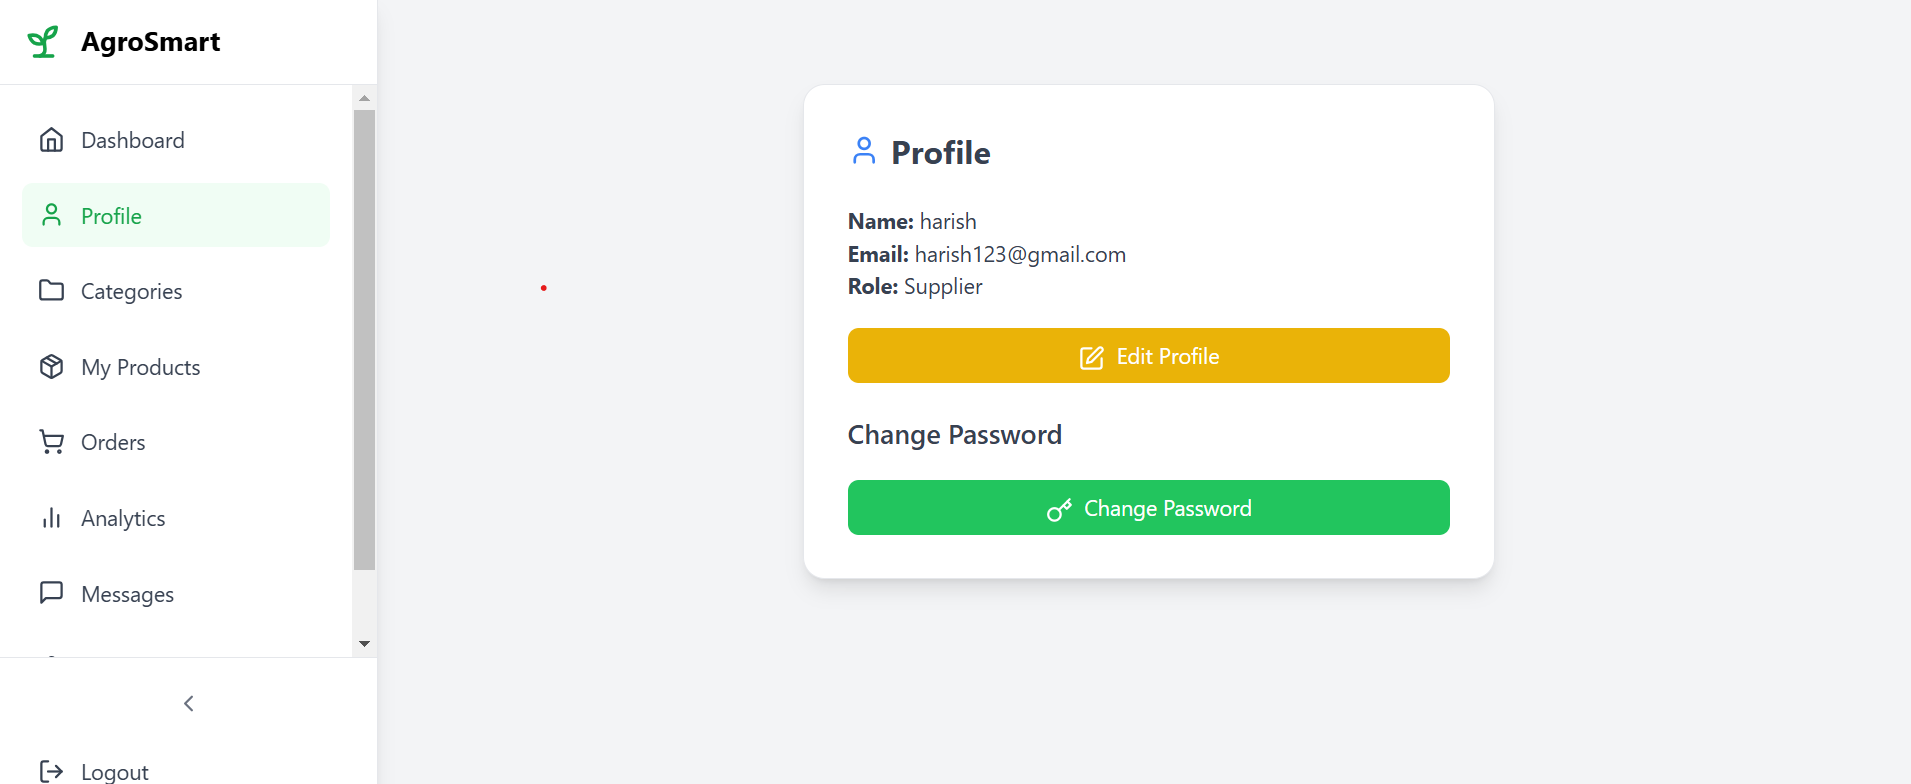 AgroSmart
Dashboard
Profile
Categories
My Products
Orders
Analytics
Messages
Logout
Profile
Name: harish
Email: harish123@gmail.com
Role: Supplier
Edit Profile
Change Password
Change Password